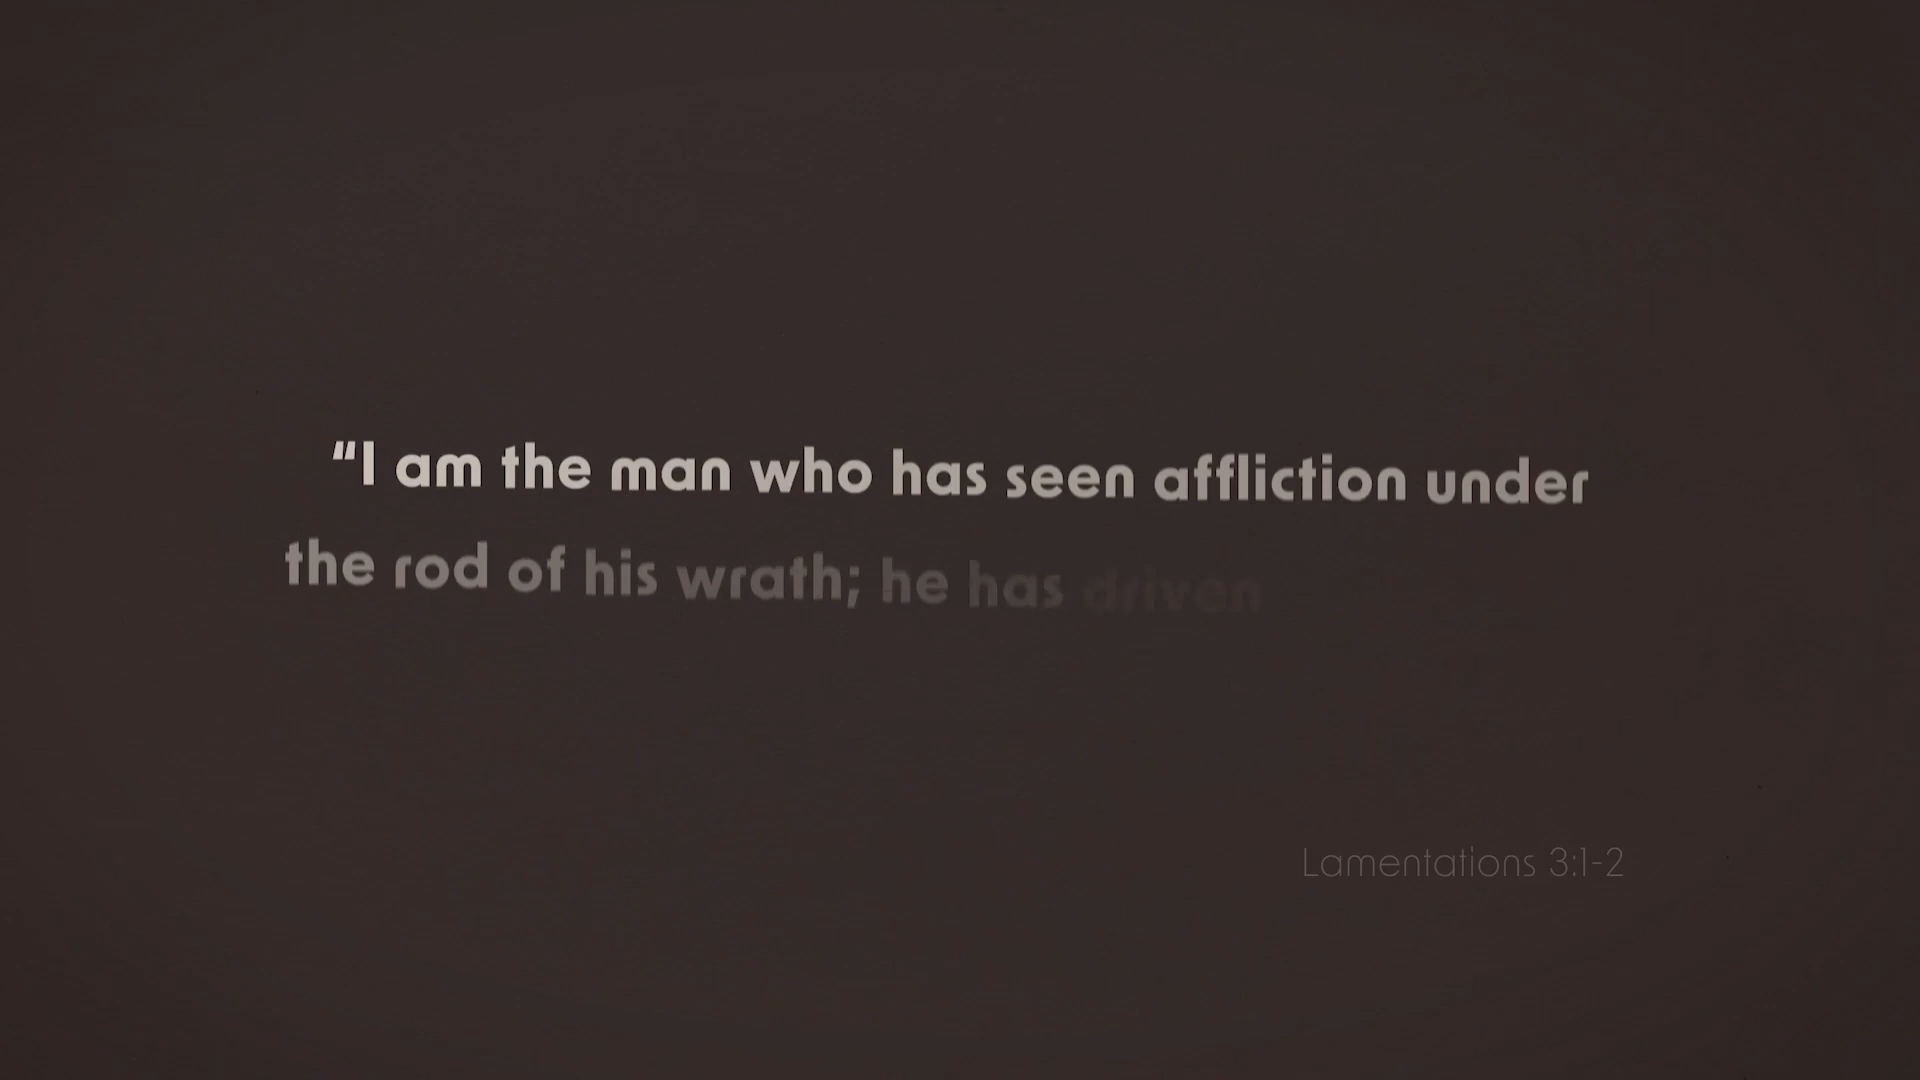 “I am the man who has seen affliction under
the rod of his wrath; he has driven
Lamentations 3:1-2